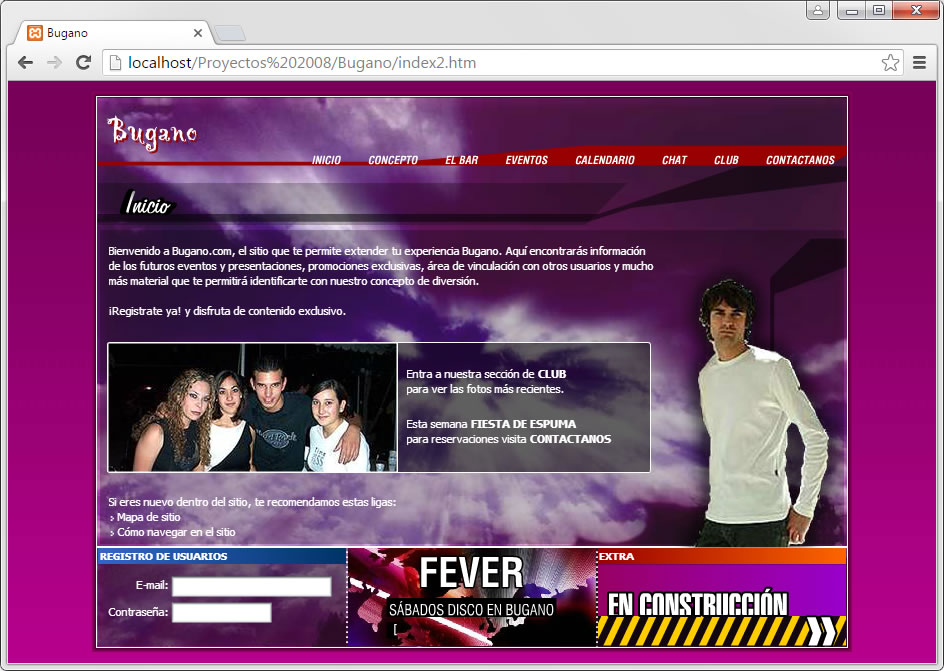 Bugano
localhost/Proyectos%202008/Bugano/index2.htm
Bugano
INICIO CONCEPTO EL BAR EVENTOS CALENDARIO CHAT CLUB CONTACTANOS
Inicio
Bienvenido a Bugano.com, el sitio que te permite extender tu experiencia Bugano. Aquí encontrarás información
de los futuros eventos y presentaciones, promociones exclusivas, área de vinculación con otros usuarios y mucho
más material que te permitirá identificarte con nuestro concepto de diversión.
¡Registrate ya! y disfruta de contenido exclusivo.
Entra a nuestra sección de CLUB
para ver las fotos más recientes.
Esta semana FIESTA DE ESPUMA
para reservaciones visita CONTACTANOS
Hard Rock
Si eres nuevo dentro del sitio, te recomendamos estas ligas:
› Mapa de sitio
› Cómo navegar en el sitio
REGISTRO DE USUARIOS
E-mail:
Contraseña:
FEVER
SÁBADOS DISCO EN BUGANO
[
EXTRA
EN CONSTRUCCIÓN